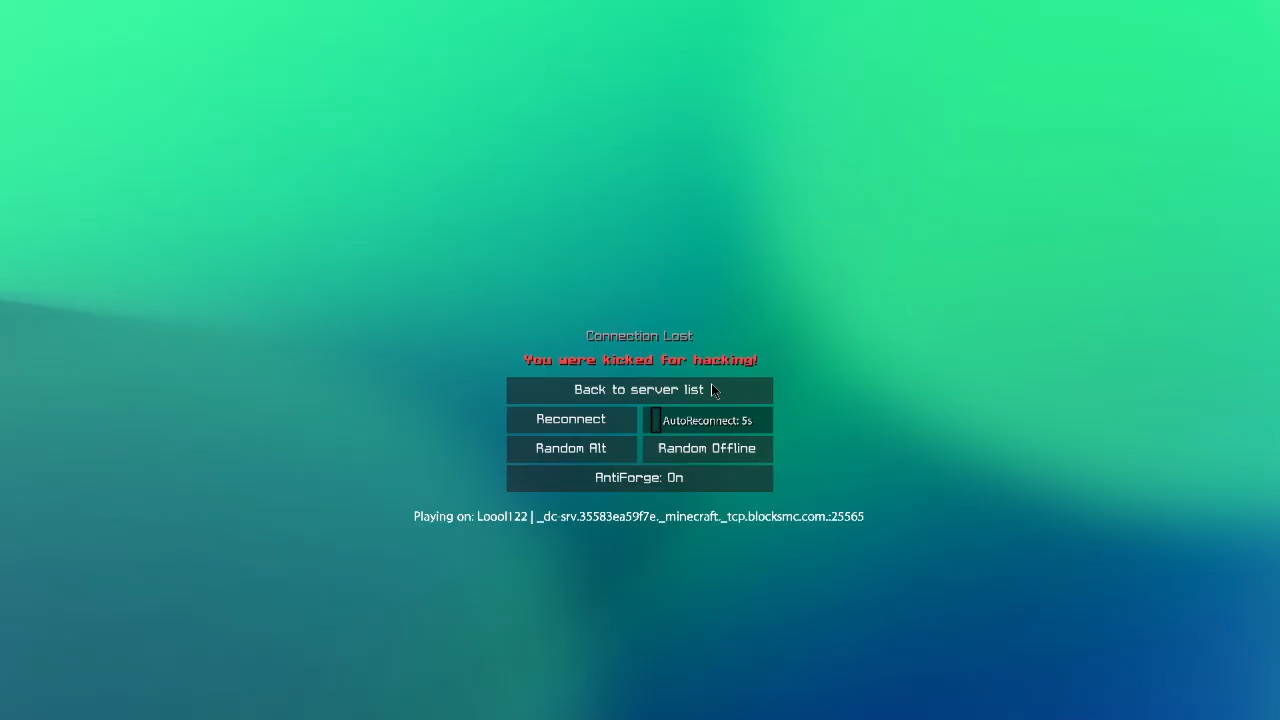 Connection Lost
You were kicked for hacking!
Back to server list
Reconnect
AutoReconnect: 5s
Random Alt
Random Offline
AntiForge: On
Playing on: Loool122 | _dc-srv.35583ea59f7e._minecraft._tcp.blocksmc.com.:25565